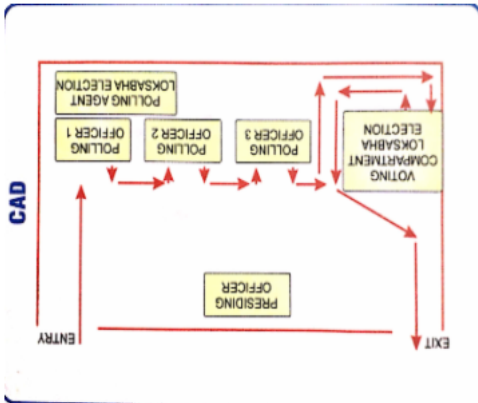 ENTRY
EXIT
PRESIDING
OFFICER
VOTING
COMPARTMENT
LOKSABHA
ELECTION
POLLING
OFFICER 3
POLLING
OFFICER 2
POLLING
OFFICER 1
POLLING AGENT
LOKSABHA ELECTION
CAD